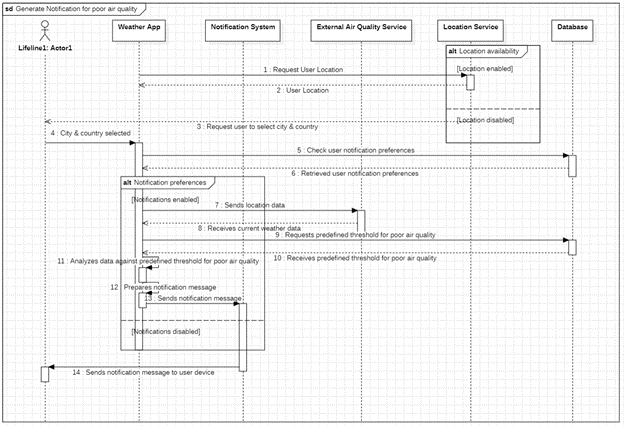 sd Generate Notification for poor air quality
Lifeline1: Actor1
Weather App
Notification System
External Air Quality Service
Location Service
Database
alt Location availability
[Location enabled]
1 : Request User Location
2 : User Location
[Location disabled]
3 : Request user to select city & country
4 : City & country selected
5 : Check user notification preferences
6 : Retrieved user notification preferences
alt Notification preferences
[Notifications enabled]
7 : Sends location data
8 : Receives current weather data
9 : Requests predefined threshold for poor air quality
10 : Receives predefined threshold for poor air quality
11 : Analyzes data against predefined threshold for poor air quality
12 : Prepares notification message
13 : Sends notification message
[Notifications disabled]
14 : Sends notification message to user device